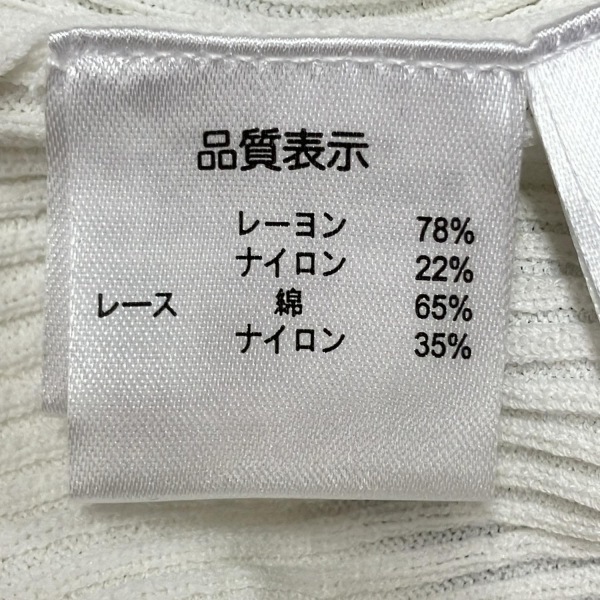 品質表示
レーヨン 78%
ナイロン 22%
レース 綿 65%
ナイロン 35%